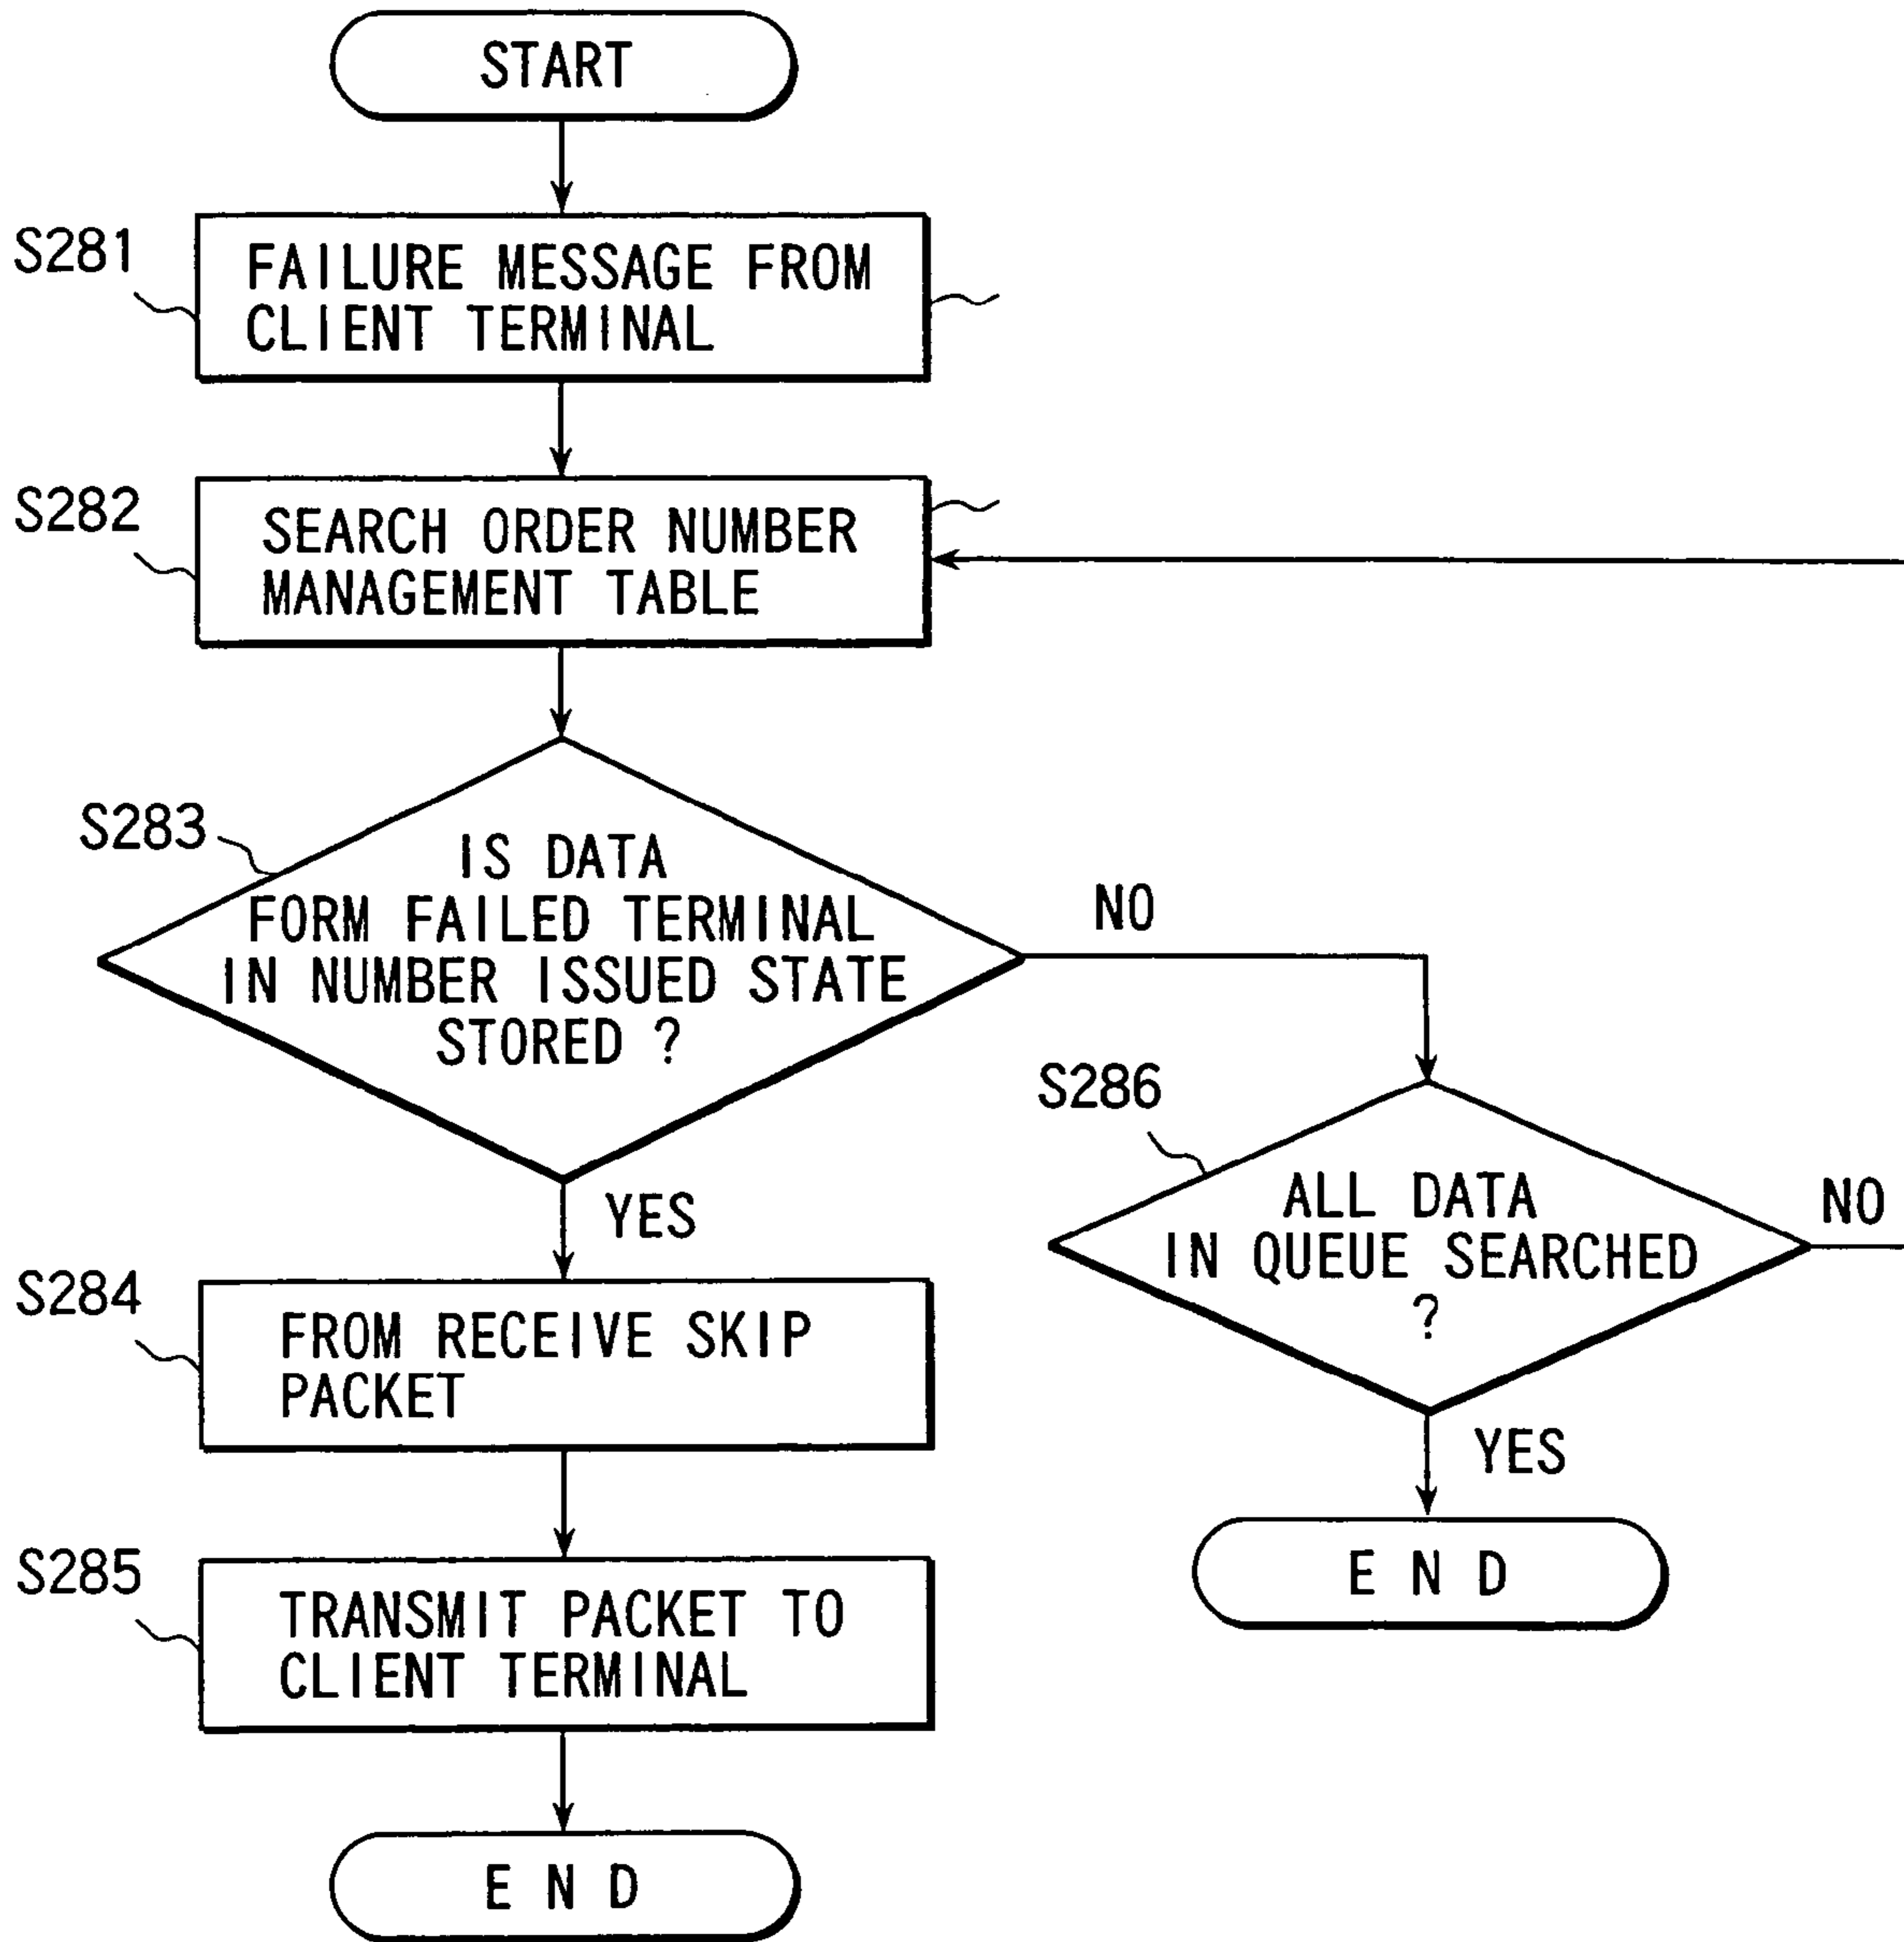 START
S281
FAILURE MESSAGE FROM
CLIENT TERMINAL
S282
SEARCH ORDER NUMBER
MANAGEMENT TABLE
S283
IS DATA
FORM FAILED TERMINAL
IN NUMBER ISSUED STATE
STORED ?
NO
YES
S286
ALL DATA
IN QUEUE SEARCHED
?
NO
YES
END
S284
FROM RECEIVE SKIP
PACKET
S285
TRANSMIT PACKET TO
CLIENT TERMINAL
END